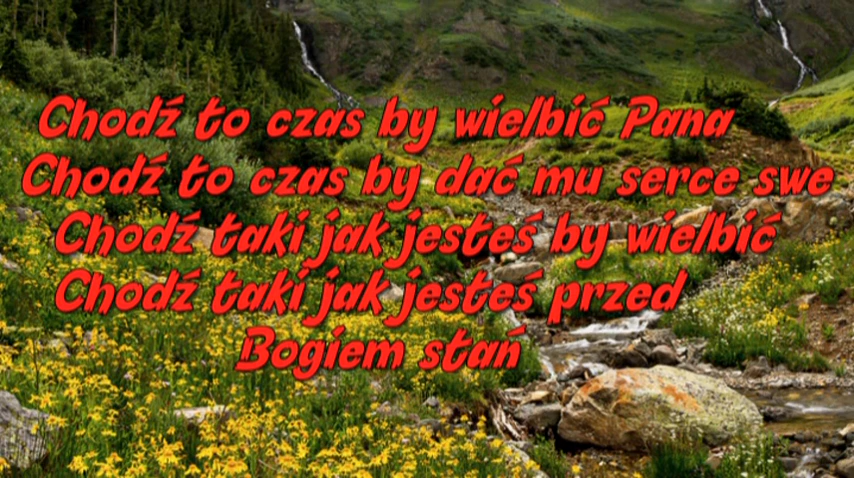 Chodź to czas by wielbić Pana
Chodź to czas by dać mu serce swe
Chodź taki jak jesteś by wielbić
Chodź taki jak jesteś przed
Bogiem stań